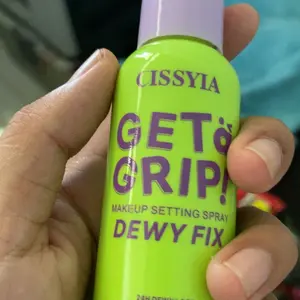 CISSYIA
GET ä
GRIP!
MAKEUP SETTING SPRAY
DEWY FIX